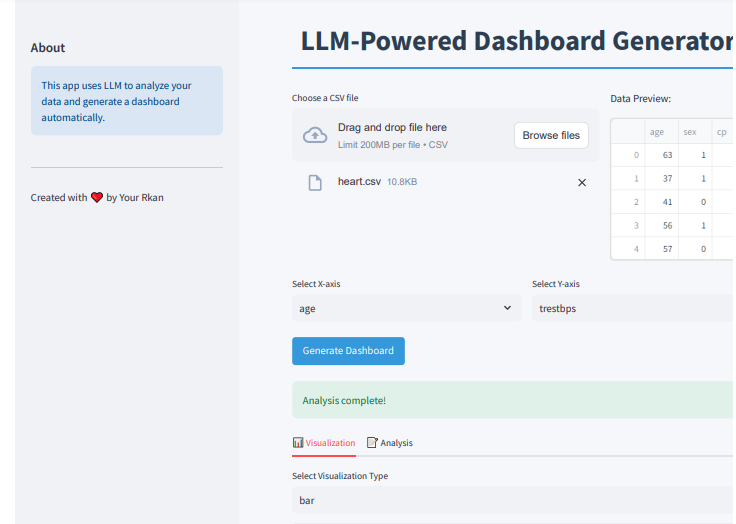 About
This app uses LLM to analyze your
data and generate a dashboard
automatically.
Created with ❤ by Your Rkan
LLM-Powered Dashboard Generator
Choose a CSV file
Drag and drop file here
Limit 200MB per file • CSV
Browse files
heart.csv 10.8KB
Data Preview:
age sex cp
0 63 1
1 37 1
2 41 0
3 56 1
4 57 0
Select X-axis
age
Select Y-axis
trestbps
Generate Dashboard
Analysis complete!
📊 Visualization 📝 Analysis
Select Visualization Type
bar